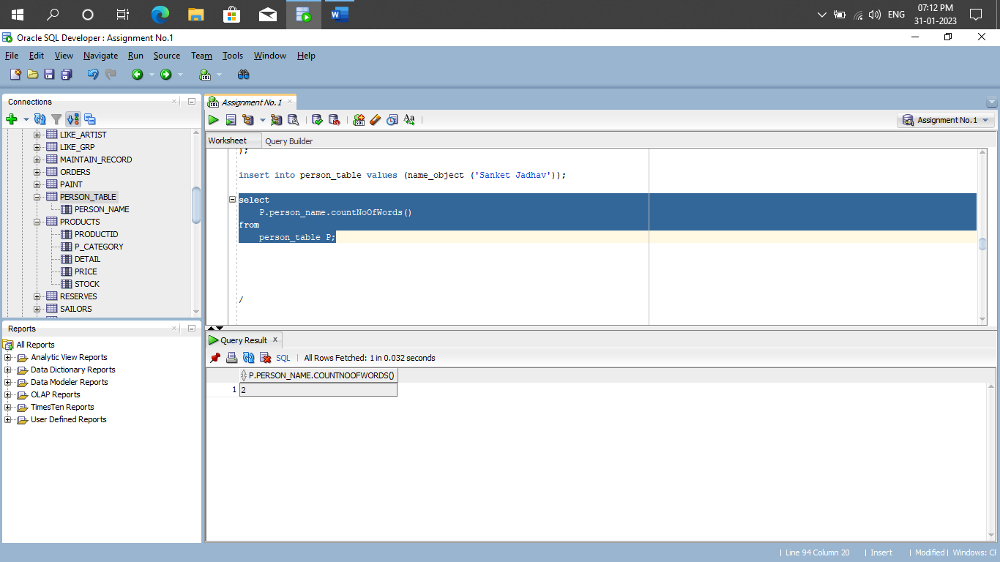 ENG
07:12 PM
31-01-2023
Oracle SQL Developer : Assignment No.1
File Edit View Navigate Run Source Team Tools Window Help
Connections
LIKE_ARTIST
LIKE_GRP
MAINTAIN_RECORD
ORDERS
PAINT
PERSON_TABLE
PERSON_NAME
PRODUCTS
PRODUCTID
P_CATEGORY
DETAIL
PRICE
STOCK
RESERVES
SAILORS
Reports
All Reports
Analytic View Reports
Data Dictionary Reports
Data Modeler Reports
OLAP Reports
TimesTen Reports
User Defined Reports
Assignment No.1
Aa
Assignment No.1
Worksheet Query Builder
);
insert into person_table values (name_object ('Sanket Jadhav'));
select
P.person_name.countNoOfWords()
from
person_table P;
/
Query Result
SQL | All Rows Fetched: 1 in 0.032 seconds
P.PERSON_NAME.COUNTNOOFWORDS()
1 2
| Line 94 Column 20 | Insert | Modified | Windows: CF